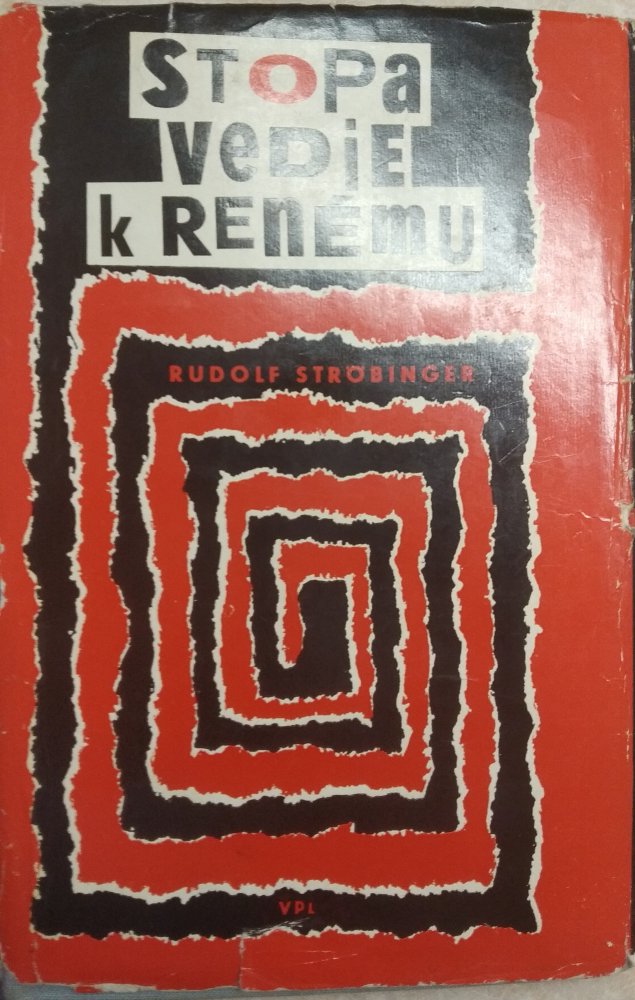 STOPa
VeDiE
k REnÉmu
RUDOLF STRÖBINGER
VPL